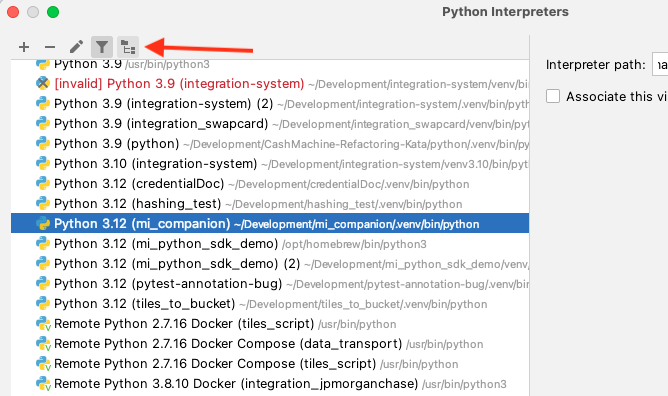 Python Interpreters
Python 3.9 /usr/bin/python3
[invalid] Python 3.9 (integration-system) ~/Development/integration-system/venv/bin
Python 3.9 (integration-system) (2) ~/Development/integration-system/.venv/bin/pyth
Python 3.9 (integration_swapcard) ~/Development/integration_swapcard/venv/bin/pyt
Python 3.9 (python) ~/Development/CashMachine-Refactoring-Kata/python/.venv/bin/py
Python 3.10 (integration-system) ~/Development/integration-system/venv3.10/bin/pyth
Python 3.12 (credentialDoc) ~/Development/credentialDoc/.venv/bin/python
Python 3.12 (hashing_test) ~/Development/hashing_test/.venv/bin/python
Python 3.12 (mi_companion) ~/Development/mi_companion/.venv/bin/python
Python 3.12 (mi_python_sdk_demo) /opt/homebrew/bin/python3
Python 3.12 (mi_python_sdk_demo) (2) ~/Development/mi_python_sdk_demo/venv,
Python 3.12 (pytest-annotation-bug) ~/Development/pytest-annotation-bug/.venv/bin/
Python 3.12 (tiles_to_bucket) ~/Development/tiles_to_bucket/.venv/bin/python
Remote Python 2.7.16 Docker (tiles_script) /usr/bin/python
Remote Python 2.7.16 Docker Compose (data_transport) /usr/bin/python
Remote Python 2.7.16 Docker Compose (tiles_script) /usr/bin/python
Remote Python 3.8.10 Docker (integration_jpmorganchase) /usr/bin/python3
Interpreter path:
Associate this vi